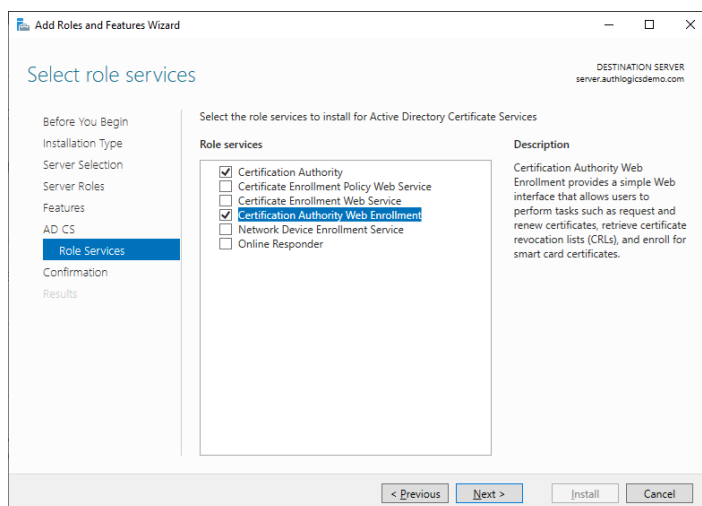 Add Roles and Features Wizard
Select role services
DESTINATION SERVER
server.authlogicsdemo.com
Before You Begin
Installation Type
Server Selection
Server Roles
Features
AD CS
Role Services
Confirmation
Results
Select the role services to install for Active Directory Certificate Services
Role services
Certification Authority
Certificate Enrollment Policy Web Service
Certificate Enrollment Web Service
Certification Authority Web Enrollment
Network Device Enrollment Service
Online Responder
Description
Certification Authority Web
Enrollment provides a simple Web
interface that allows users to
perform tasks such as request and
renew certificates, retrieve certificate
revocation lists (CRLs), and enroll for
smart card certificates.
< Previous
Next >
Install
Cancel